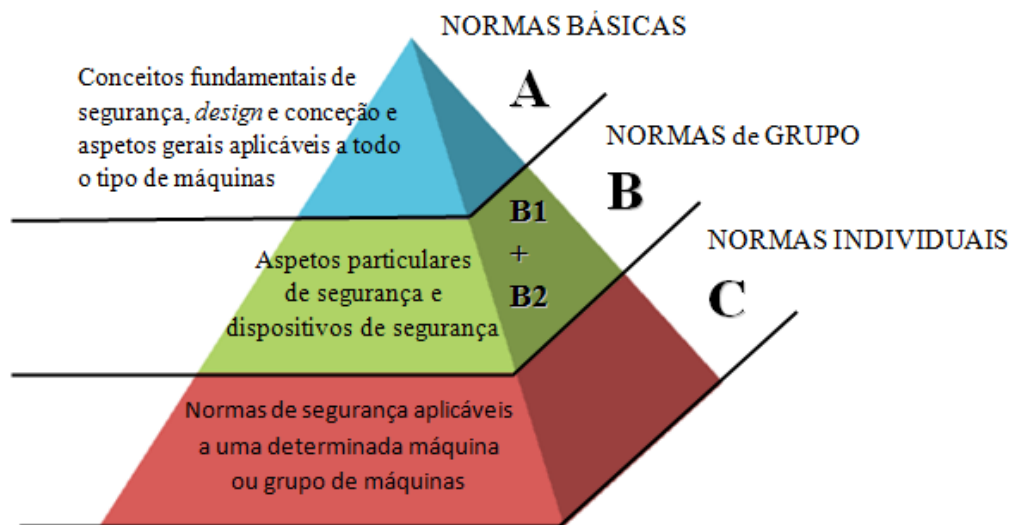 NORMAS BÁSICAS
A
Conceitos fundamentais de
segurança, design e conceção e
aspetos gerais aplicáveis a todo
o tipo de máquinas
NORMAS de GRUPO
B
B1
+
B2
Aspetos particulares
de segurança e
dispositivos de segurança
NORMAS INDIVIDUAIS
C
Normas de segurança aplicáveis
a uma determinada máquina
ou grupo de máquinas